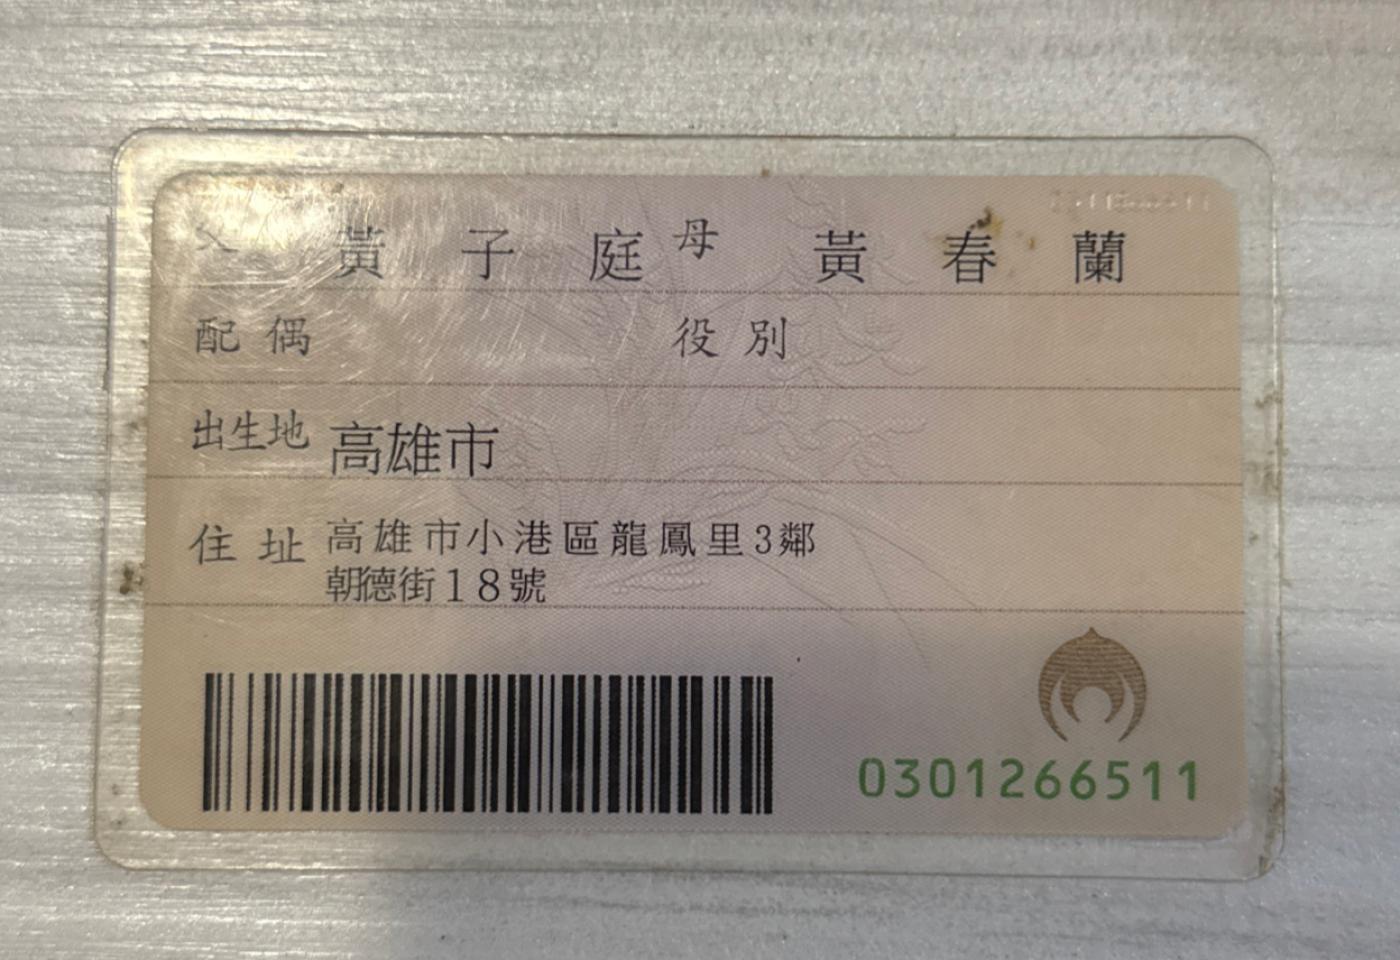 父 黃子庭 母 黃春蘭
配偶 役別
出生地 高雄市
住址 高雄市小港區龍鳳里3鄰
朝德街18號
0301266511